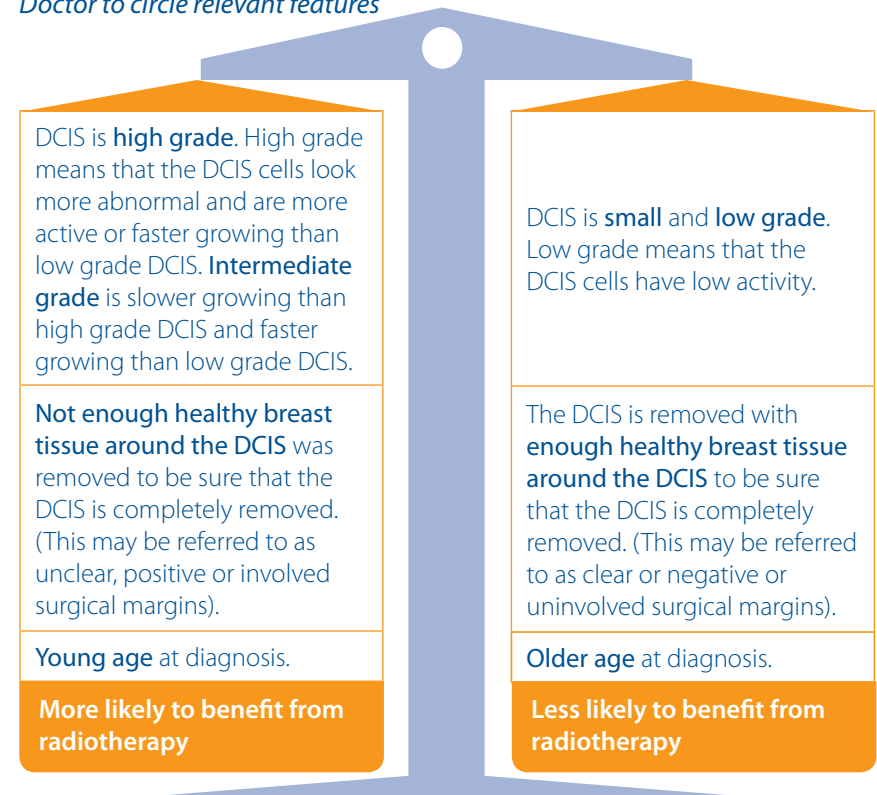 Doctor to circle relevant features
DCIS is high grade. High grade
means that the DCIS cells look
more abnormal and are more
active or faster growing than
low grade DCIS. Intermediate
grade is slower growing than
high grade DCIS and faster
growing than low grade DCIS.
Not enough healthy breast
tissue around the DCIS was
removed to be sure that the
DCIS is completely removed.
(This may be referred to as
unclear, positive or involved
surgical margins).
Young age at diagnosis.
More likely to benefit from
radiotherapy
DCIS is small and low grade.
Low grade means that the
DCIS cells have low activity.
The DCIS is removed with
enough healthy breast tissue
around the DCIS to be sure
that the DCIS is completely
removed. (This may be referred
to as clear or negative or
uninvolved surgical margins).
Older age at diagnosis.
Less likely to benefit from
radiotherapy